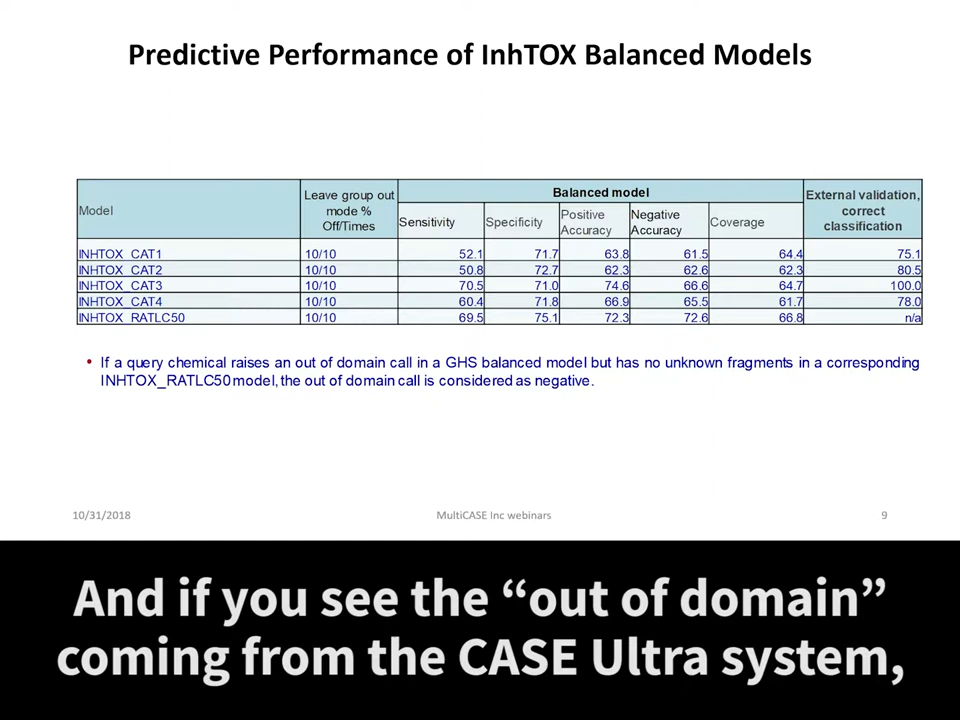 Predictive Performance of InhTOX Balanced Models
Model
Leave group out
mode %
Off/Times
Balanced model
External validation,
correct
classification
Sensitivity
Specificity
Positive
Accuracy
Negative
Accuracy
Coverage
INHTOX_CAT1 10/10 52.1 71.7 63.8 61.5 64.4 75.1
INHTOX_CAT2 10/10 50.8 72.7 62.3 62.6 62.3 80.5
INHTOX_CAT3 10/10 70.5 71.0 74.6 66.6 64.7 100.0
INHTOX_CAT4 10/10 60.4 71.8 66.9 65.5 61.7 78.0
INHTOX_RATLC50 10/10 69.5 75.1 72.3 72.6 66.8 n/a
• If a query chemical raises an out of domain call in a GHS balanced model but has no unknown fragments in a corresponding
INHTOX_RATLC50 model, the out of domain call is considered as negative.
10/31/2018 MultiCASE Inc webinars 9
And if you see the “out of domain”
coming from the CASE Ultra system,